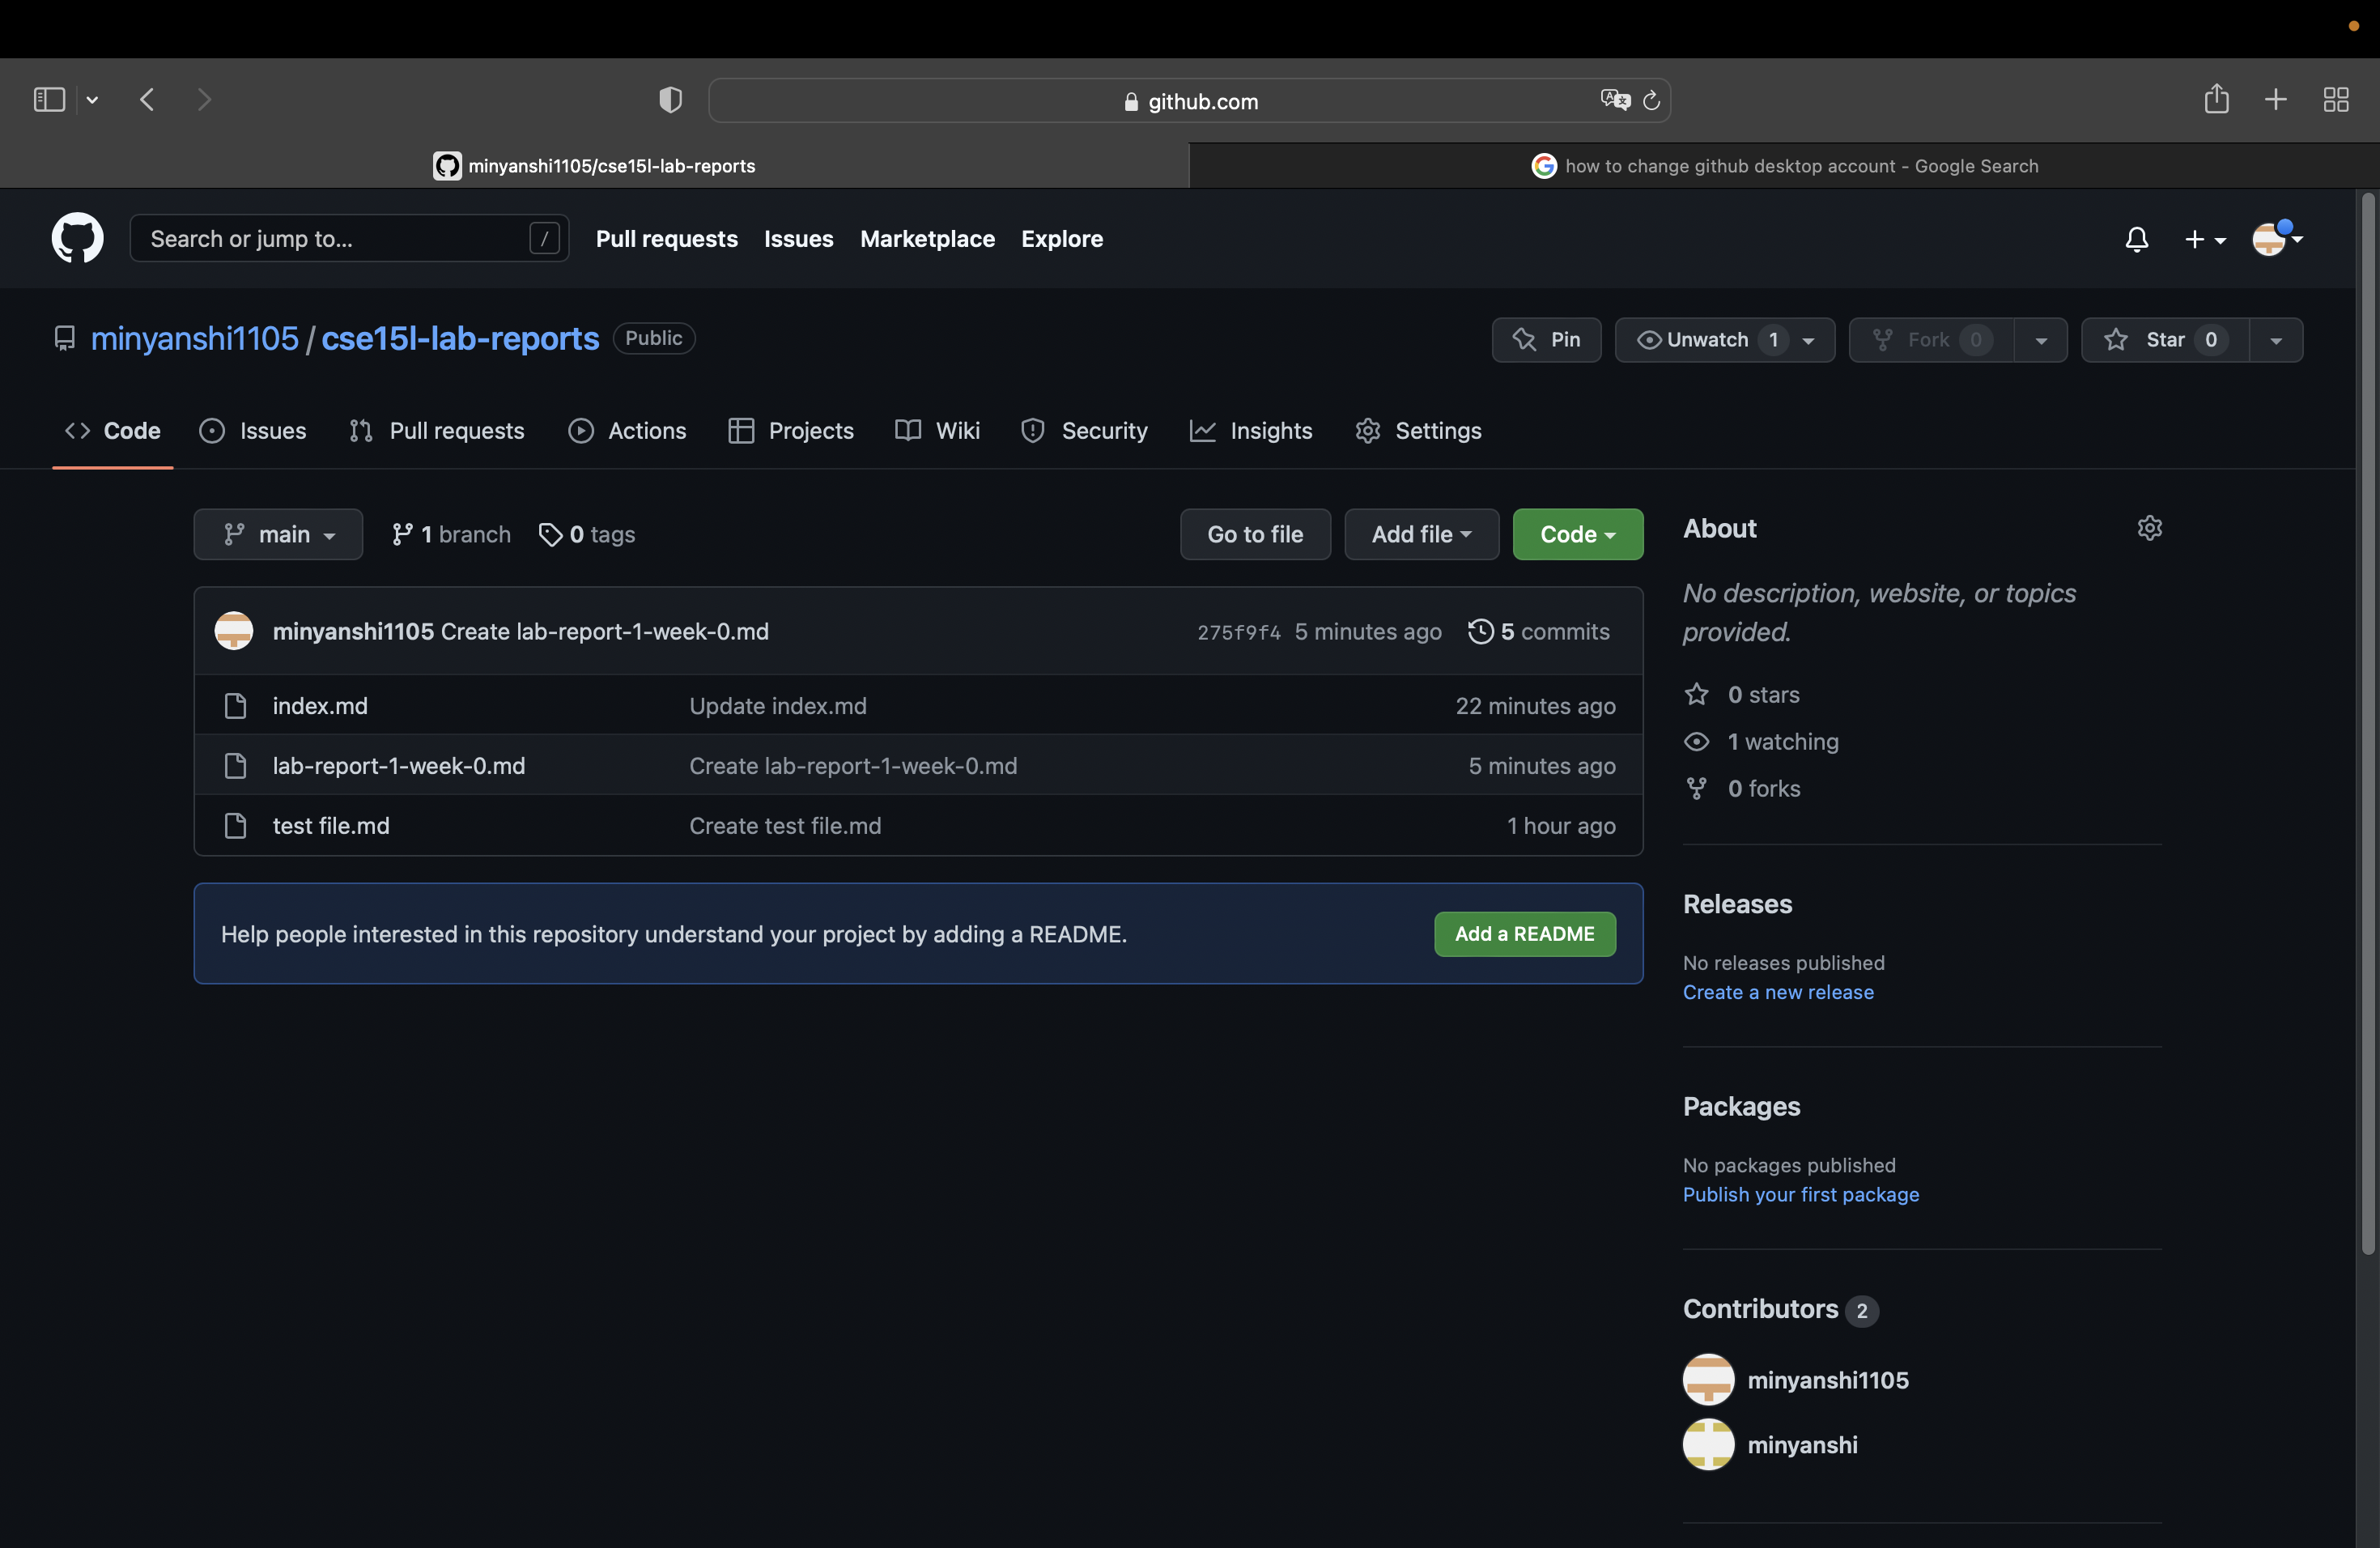 github.com
minyanshi1105/cse15l-lab-reports
how to change github desktop account - Google Search
Search or jump to... /
Pull requests Issues Marketplace Explore
minyanshi1105 / cse15l-lab-reports Public
Pin Unwatch 1 Fork 0 Star 0
Code Issues Pull requests Actions Projects Wiki Security Insights Settings
main 1 branch 0 tags Go to file Add file Code
minyanshi1105 Create lab-report-1-week-0.md 275f9f4 5 minutes ago 5 commits
index.md Update index.md 22 minutes ago
lab-report-1-week-0.md Create lab-report-1-week-0.md 5 minutes ago
test file.md Create test file.md 1 hour ago
Help people interested in this repository understand your project by adding a README. Add a README
About
No description, website, or topics
provided.
0 stars
1 watching
0 forks
Releases
No releases published
Create a new release
Packages
No packages published
Publish your first package
Contributors 2
minyanshi1105
minyanshi